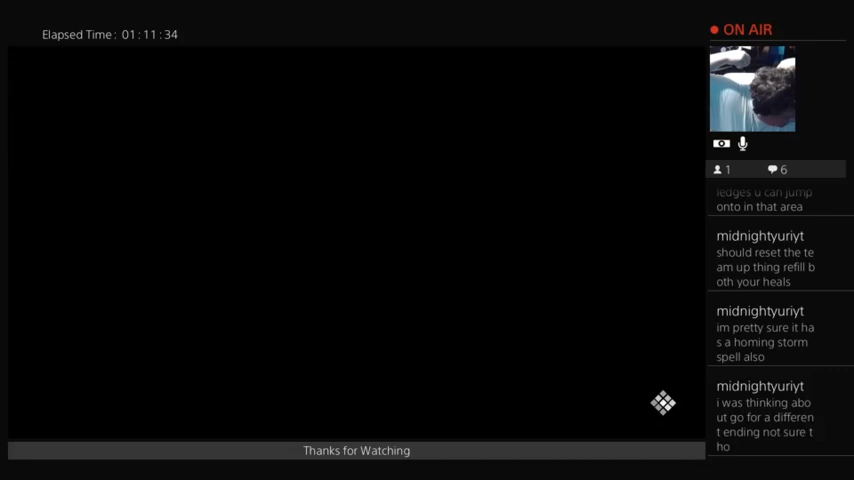 Elapsed Time: 01:11:34
ON AIR
1 6
ledges u can jump
onto in that area
midnightyuriyt
should reset the te
am up thing refill b
oth your heals
midnightyuriyt
im pretty sure it ha
s a homing storm
spell also
midnightyuriyt
i was thinking abo
ut go for a differen
t ending not sure t
ho
Thanks for Watching